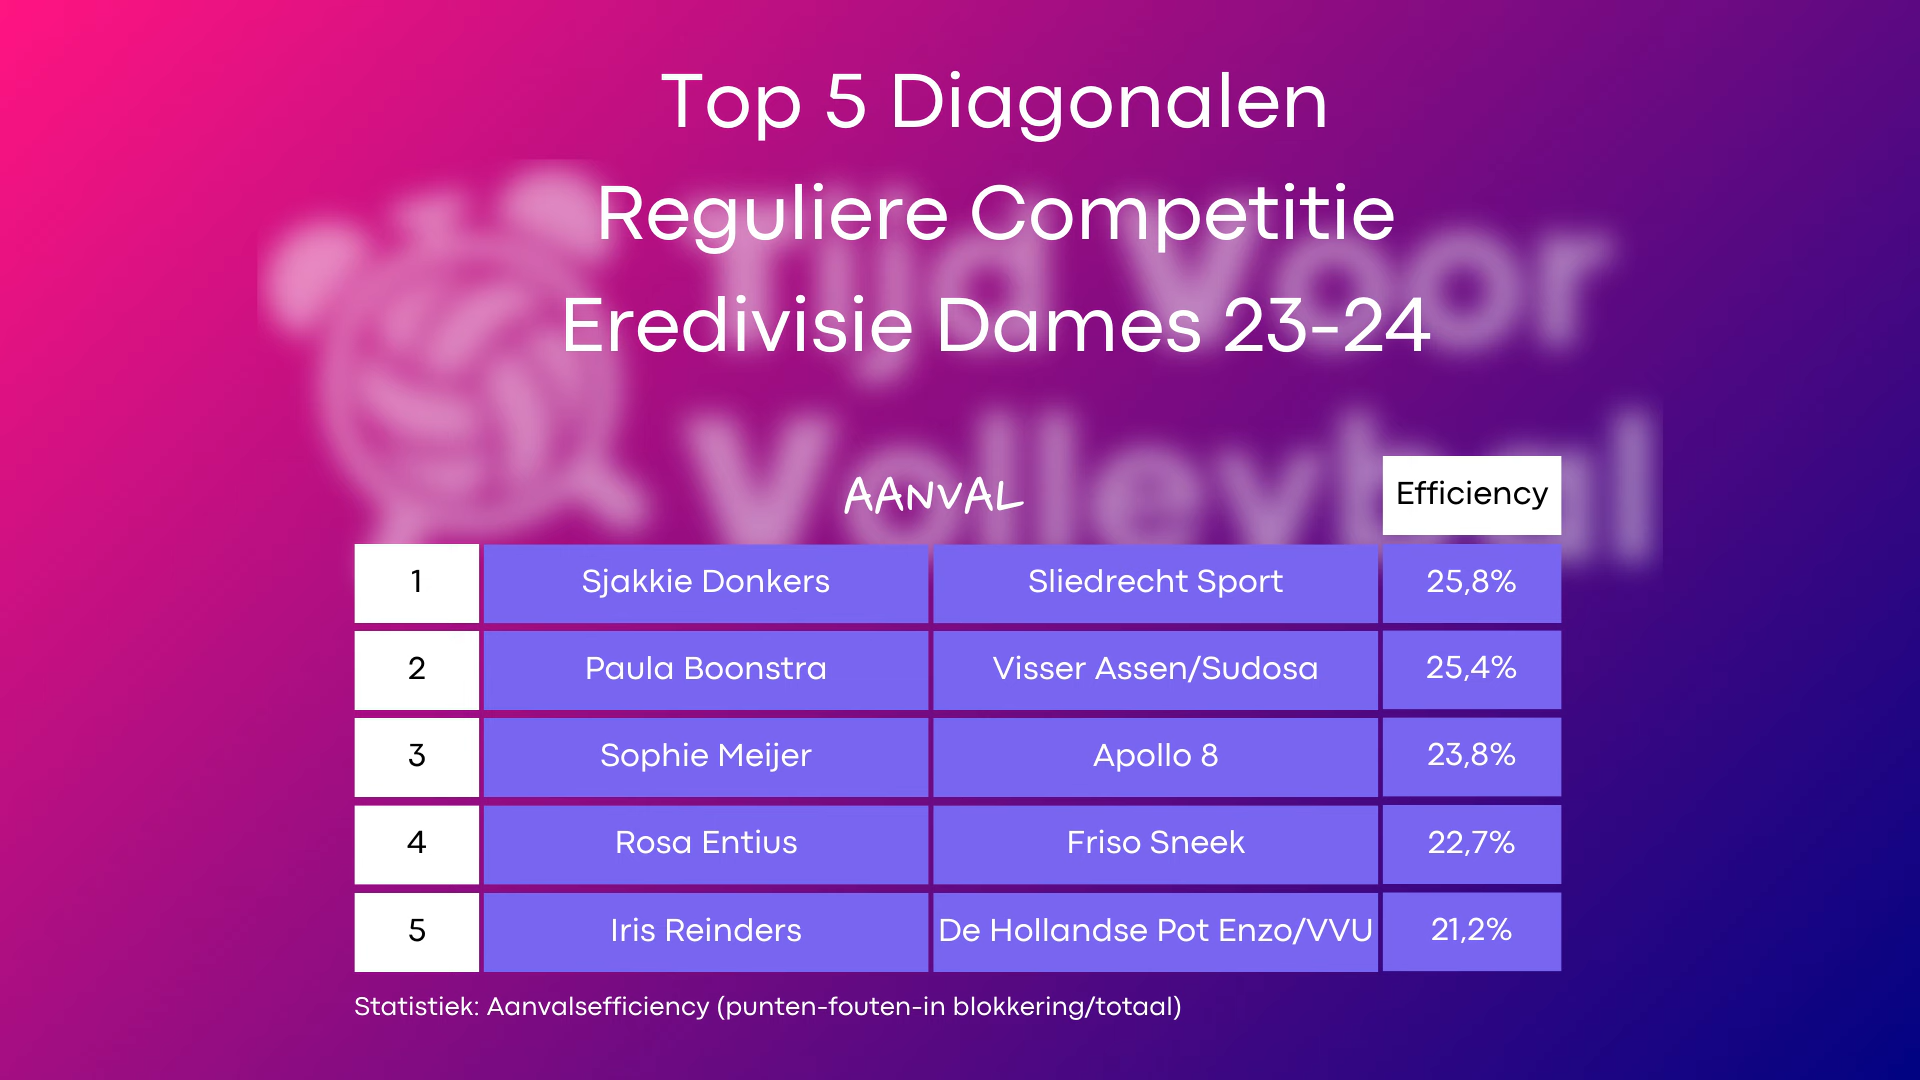 Top 5 Diagonalen
Reguliere Competitie
Eredivisie Dames 23-24
Tijd Voor
Volleybal
AANVAL
Efficiency
1 Sjakkie Donkers Sliedrecht Sport 25,8%
2 Paula Boonstra Visser Assen/Sudosa 25,4%
3 Sophie Meijer Apollo 8 23,8%
4 Rosa Entius Friso Sneek 22,7%
5 Iris Reinders De Hollandse Pot Enzo/VVU 21,2%
Statistiek: Aanvalsefficiency (punten-fouten-in blokkering/totaal)